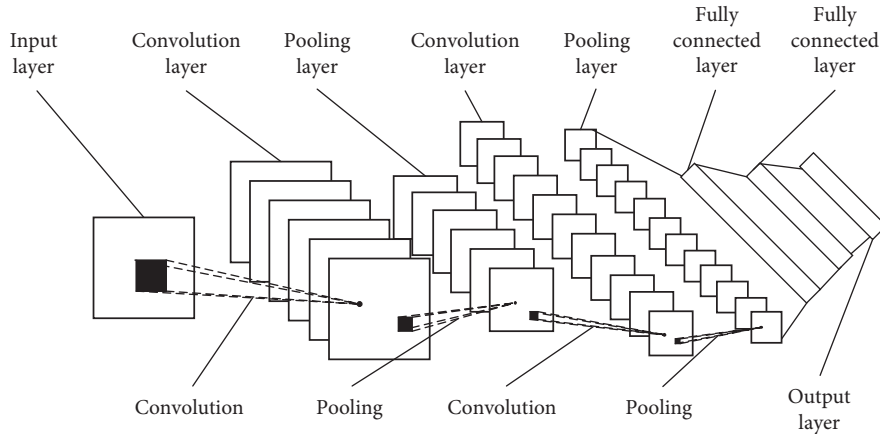 Input
layer
Convolution
layer
Pooling
layer
Convolution
layer
Pooling
layer
Fully
connected
layer
Fully
connected
layer
Convolution
Pooling
Convolution
Pooling
Output
layer